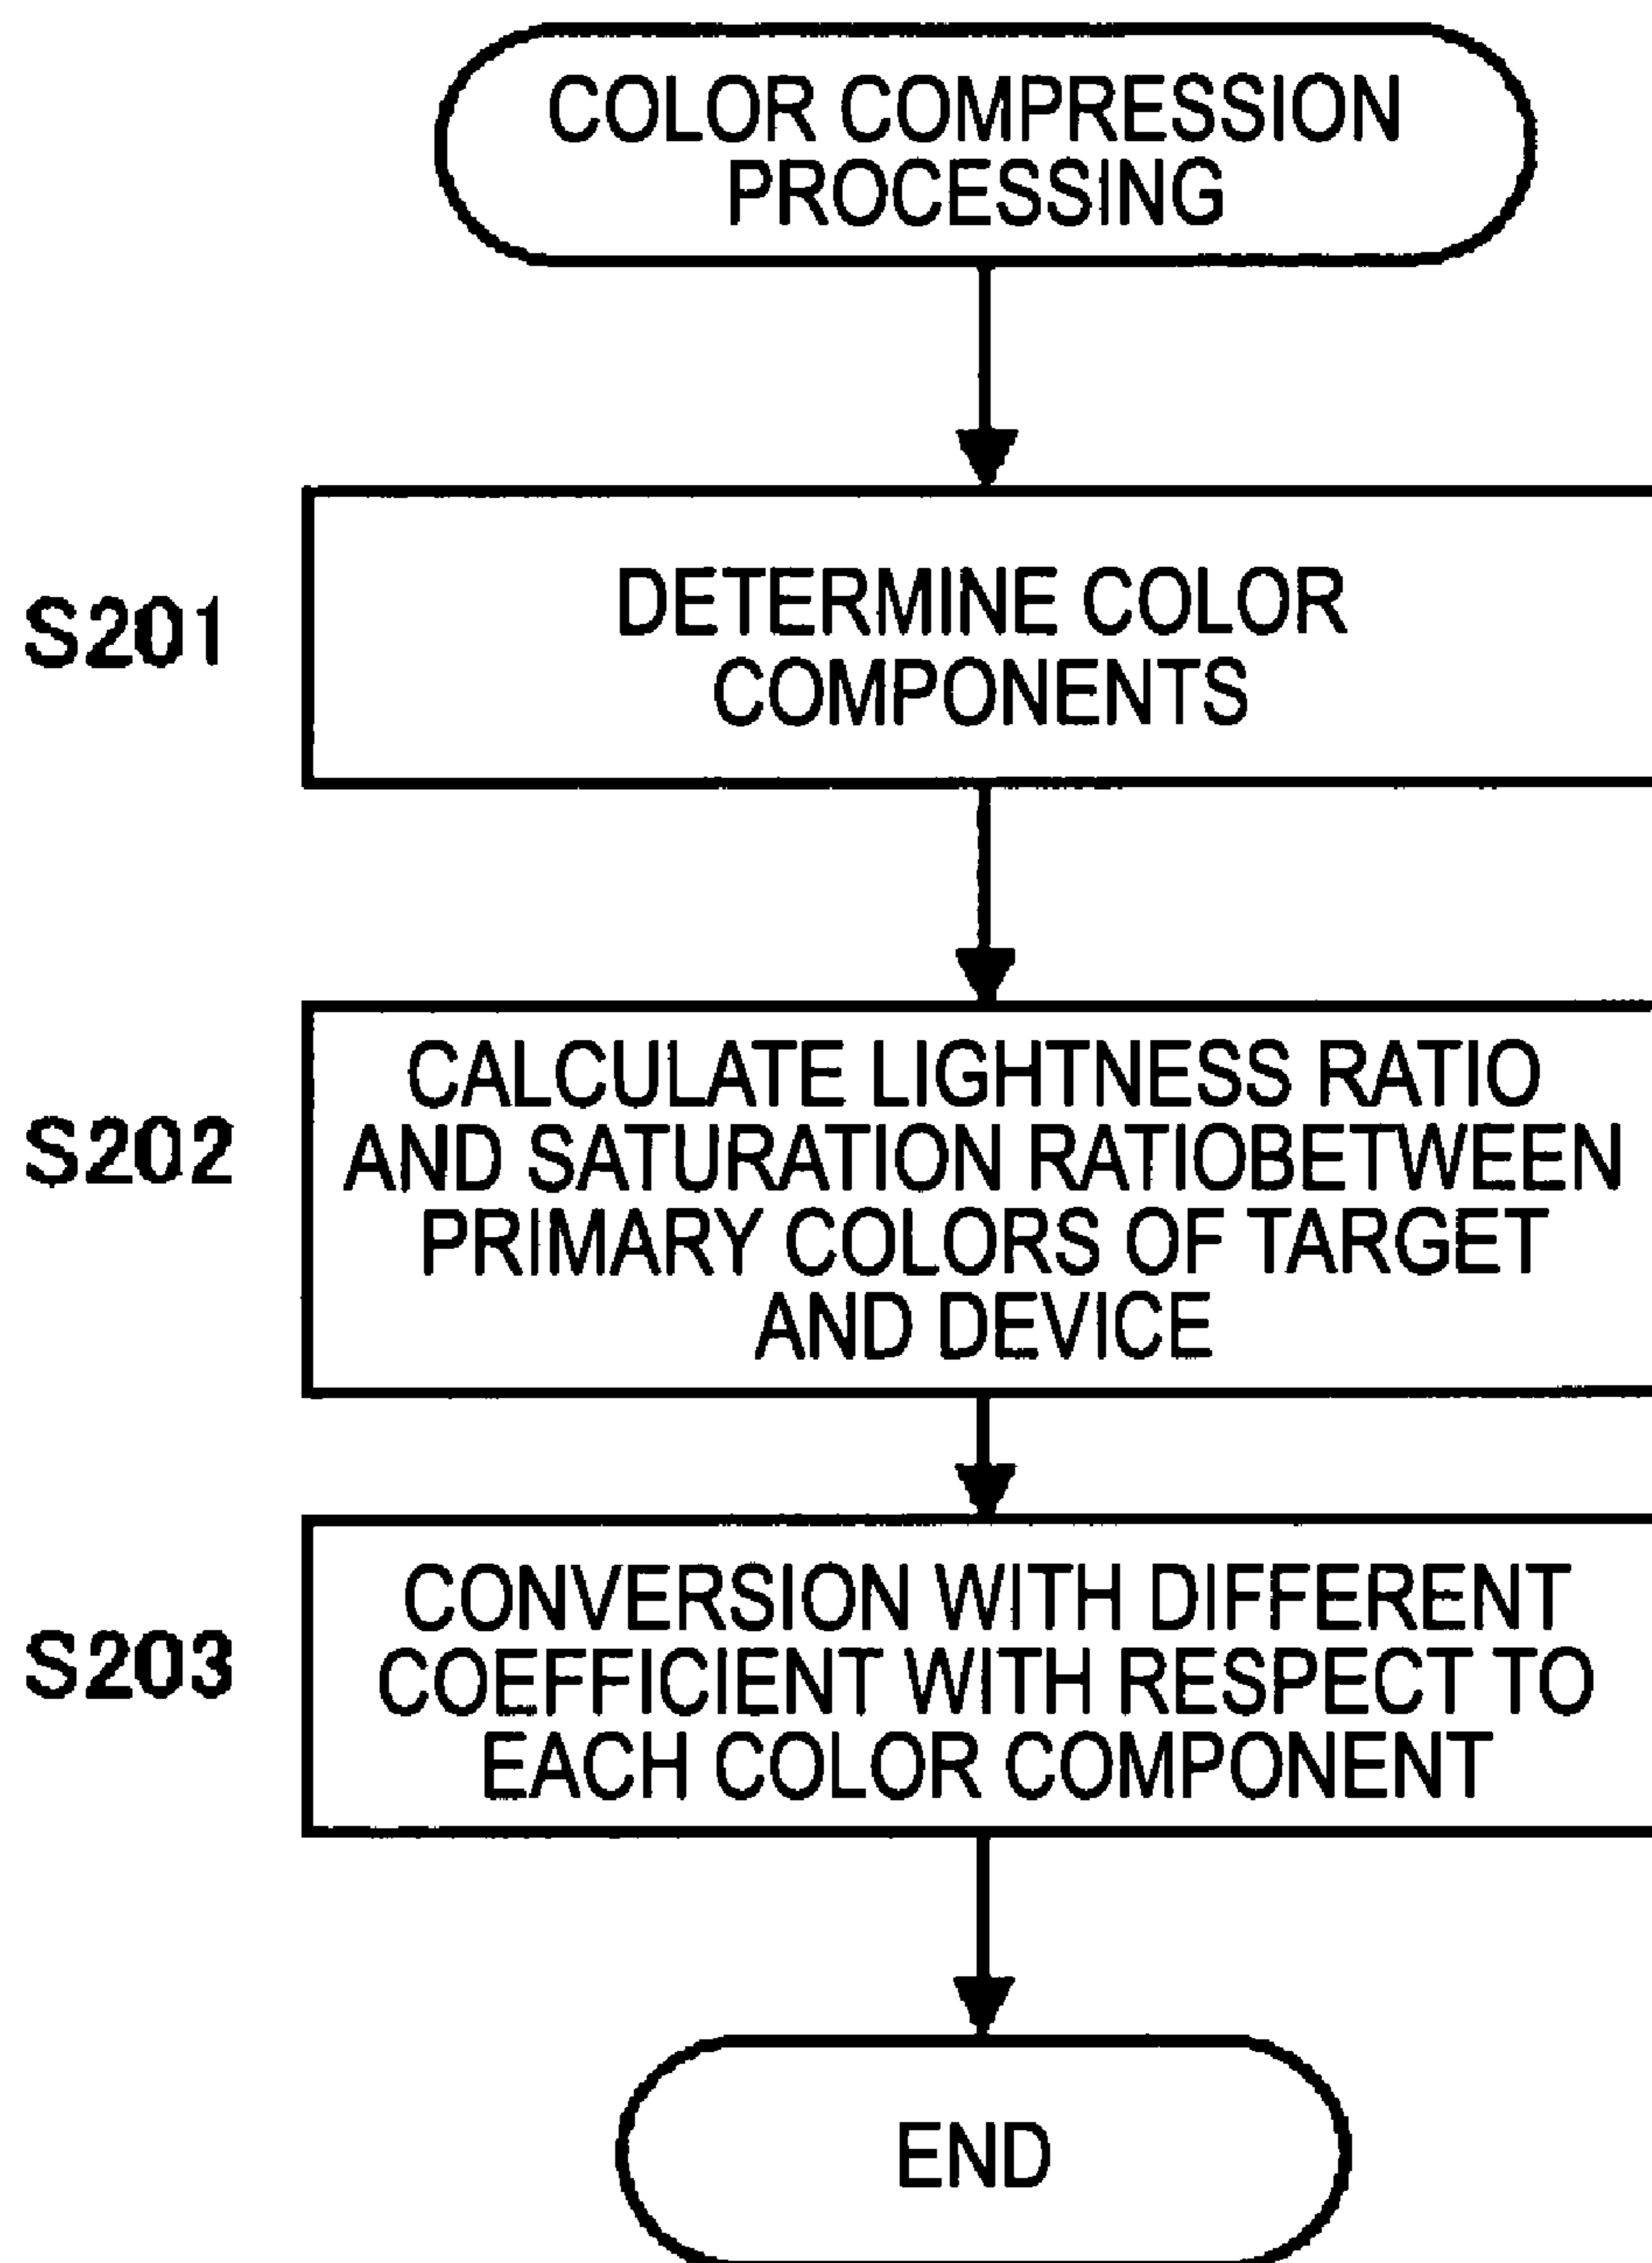 COLOR COMPRESSION
PROCESSING
S201
DETERMINE COLOR
COMPONENTS
S202
CALCULATE LIGHTNESS RATIO
AND SATURATION RATIOBETWEEN
PRIMARY COLORS OF TARGET
AND DEVICE
S203
CONVERSION WITH DIFFERENT
COEFFICIENT WITH RESPECT TO
EACH COLOR COMPONENT
END